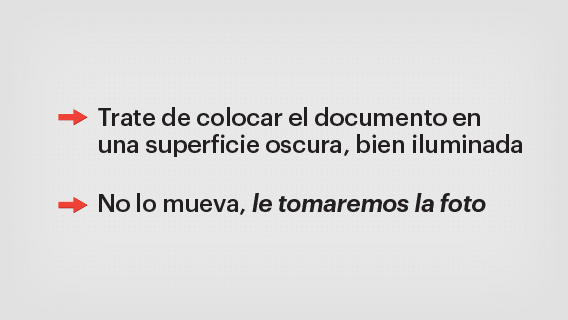 Trate de colocar el documento en
una superficie oscura, bien iluminada
No lo mueva, le tomaremos la foto